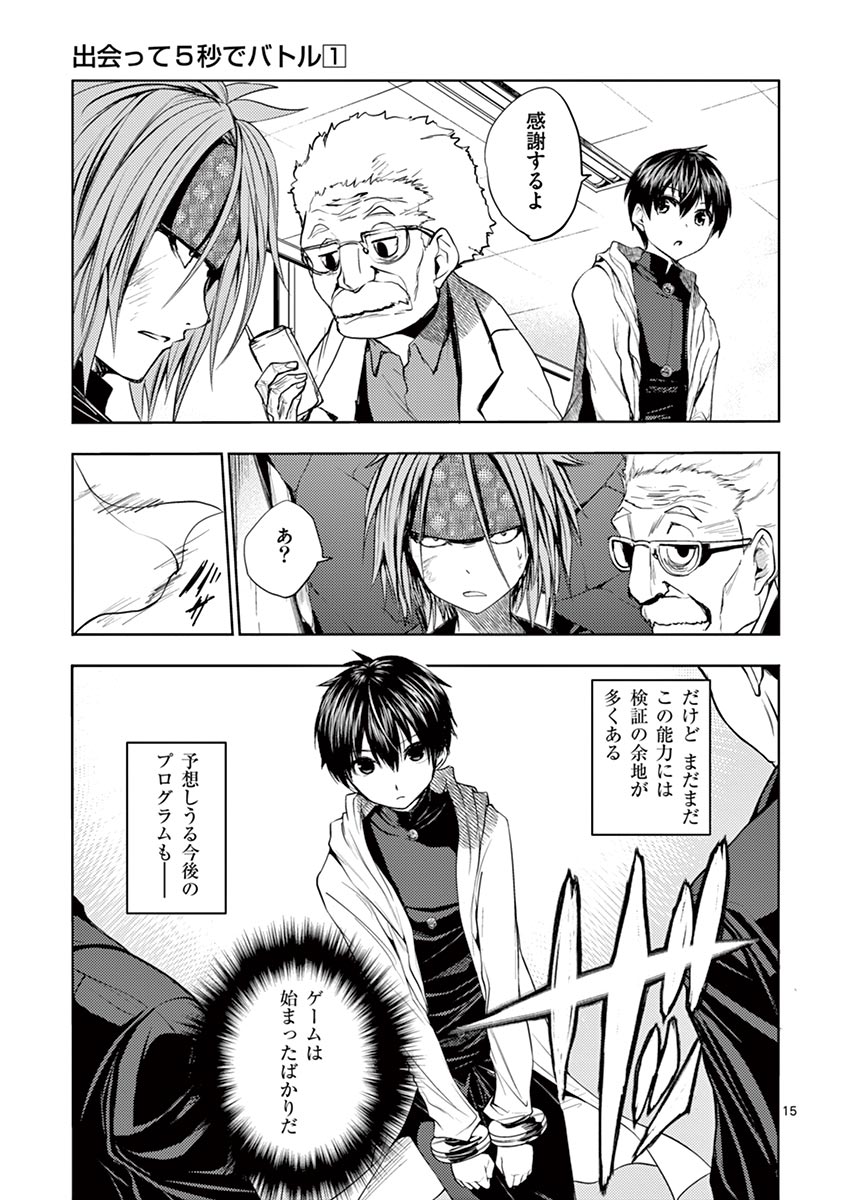 出会って5秒でバトル1
感謝するよ
あ？
だけど まだまだ
この能力には
検証の余地が
多くある
予想しうる今後の
プログラムも──
ゲームは
始まったばかりだ
15